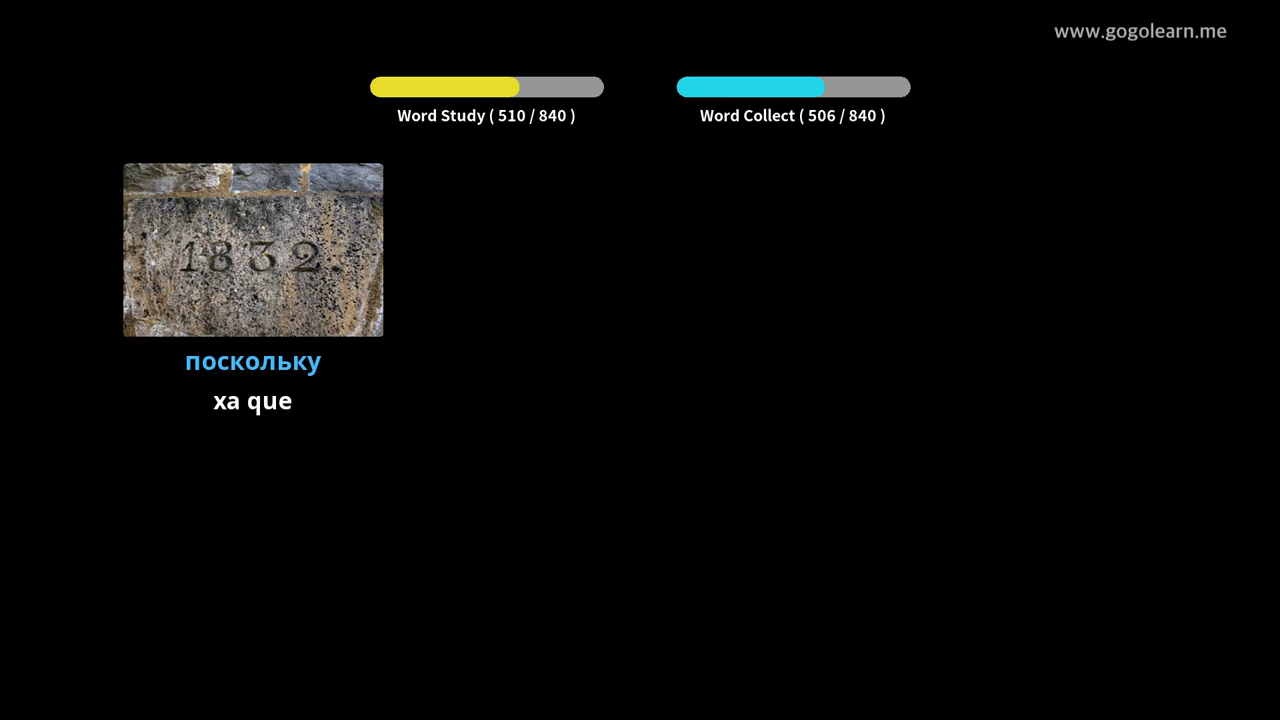 www.gogolearn.me
Word Study ( 510 / 840 )
Word Collect ( 506 / 840 )
1832.
поскольку
xa que